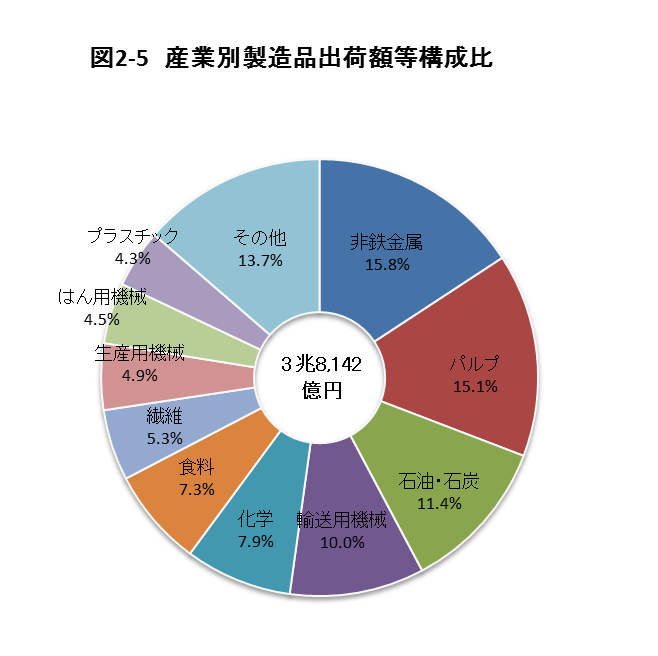 図2-5 産業別製造品出荷額等構成比
その他
13.7%
非鉄金属
15.8%
パルプ
15.1%
石油・石炭
11.4%
輸送用機械
10.0%
化学
7.9%
食料
7.3%
繊維
5.3%
生産用機械
4.9%
はん用機械
4.5%
プラスチック
4.3%
3兆8,142
億円